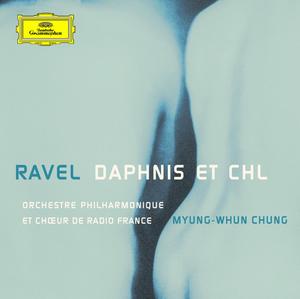 Deutsche
Grammophon
RAVEL DAPHNIS ET CHL
ORCHESTRE PHILHARMONIQUE
ET CHŒUR DE RADIO FRANCE MYUNG-WHUN CHUNG